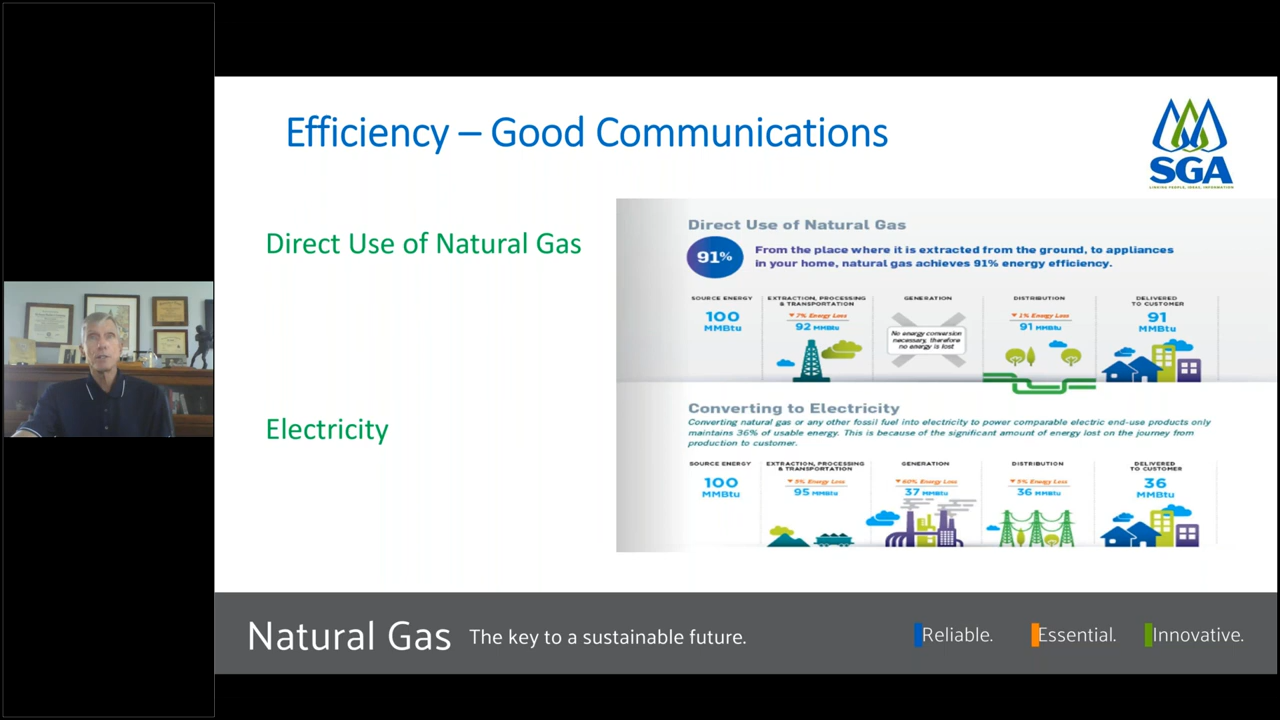 Efficiency – Good Communications
SGA
LINKING PEOPLE, IDEAS, INFORMATION
Direct Use of Natural Gas
Direct Use of Natural Gas
91%
From the place where it is extracted from the ground, to appliances
in your home, natural gas achieves 91% energy efficiency.
SOURCE ENERGY
100
MMBtu
EXTRACTION, PROCESSING
& TRANSPORTATION
▼ 7% Energy Loss
92 MMBtu
GENERATION
No energy conversion
necessary, therefore
no energy is lost
DISTRIBUTION
▼ 1% Energy Loss
91 MMBtu
DELIVERED
TO CUSTOMER
91
MMBtu
Electricity
Converting to Electricity
Converting natural gas or any other fossil fuel into electricity to power comparable electric end-use products only
maintains 36% of usable energy. This is because of the significant amount of energy lost on the journey from
production to customer.
SOURCE ENERGY
100
MMBtu
EXTRACTION, PROCESSING
& TRANSPORTATION
▼ 5% Energy Loss
95 MMBtu
GENERATION
▼ 60% Energy Loss
37 MMBtu
DISTRIBUTION
▼ 5% Energy Loss
36 MMBtu
DELIVERED
TO CUSTOMER
36
MMBtu
Natural Gas The key to a sustainable future.
Reliable. Essential. Innovative.